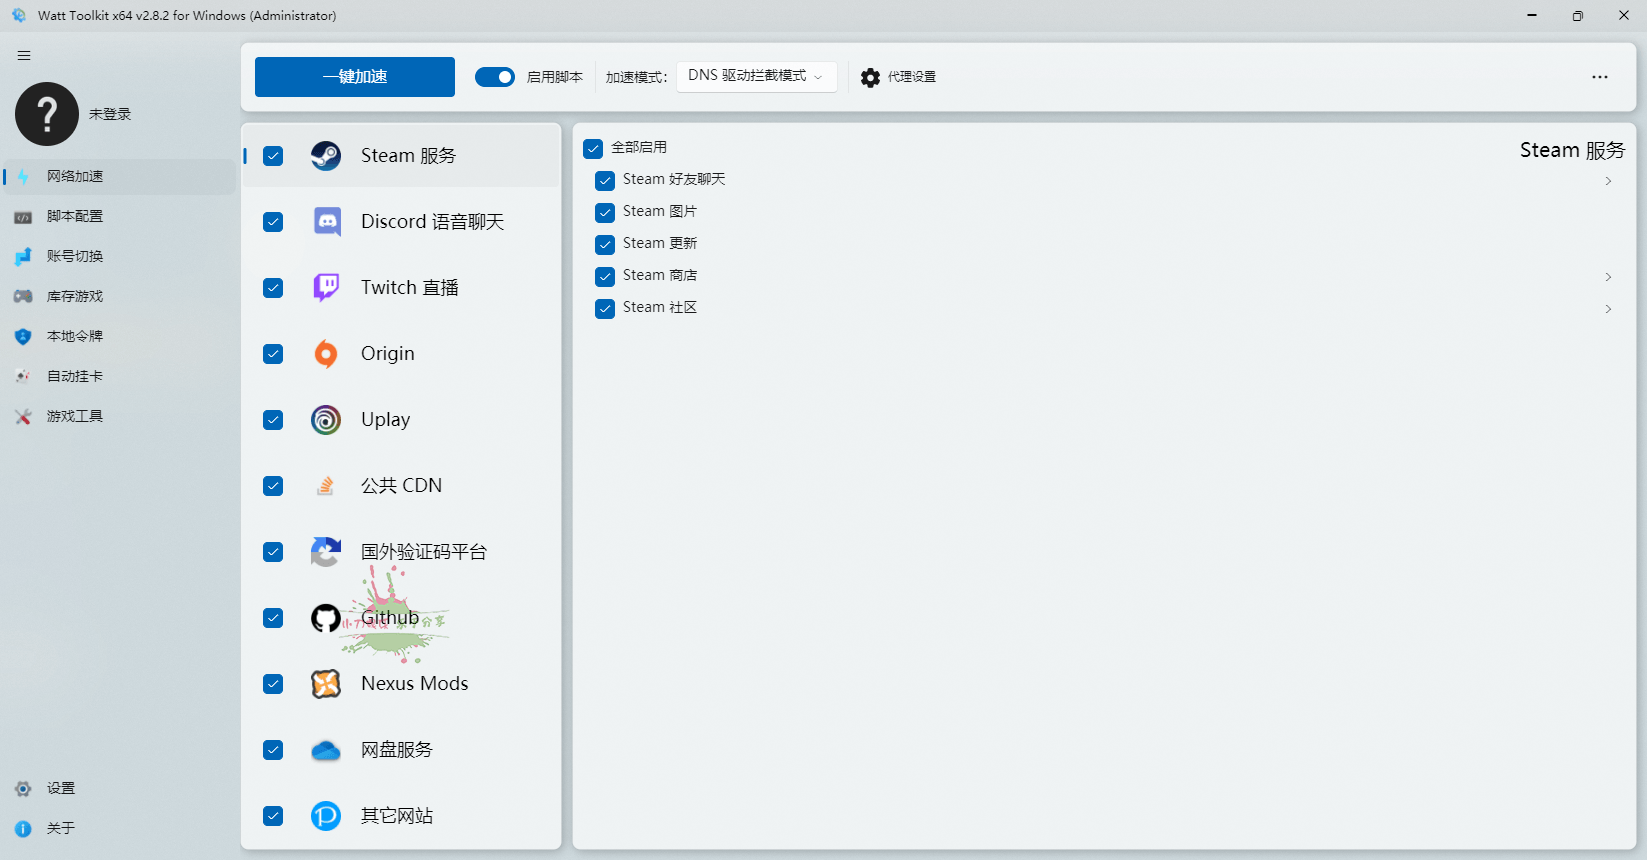 Watt Toolkit x64 v2.8.2 for Windows (Administrator)
一键加速
启用脚本
加速模式：
DNS 驱动拦截模式
代理设置
未登录
网络加速
脚本配置
账号切换
库存游戏
本地令牌
自动挂卡
游戏工具
设置
关于
Steam 服务
Discord 语音聊天
Twitch 直播
Origin
Uplay
公共 CDN
国外验证码平台
Github
Nexus Mods
网盘服务
其它网站
全部启用
Steam 服务
Steam 好友聊天
Steam 图片
Steam 更新
Steam 商店
Steam 社区